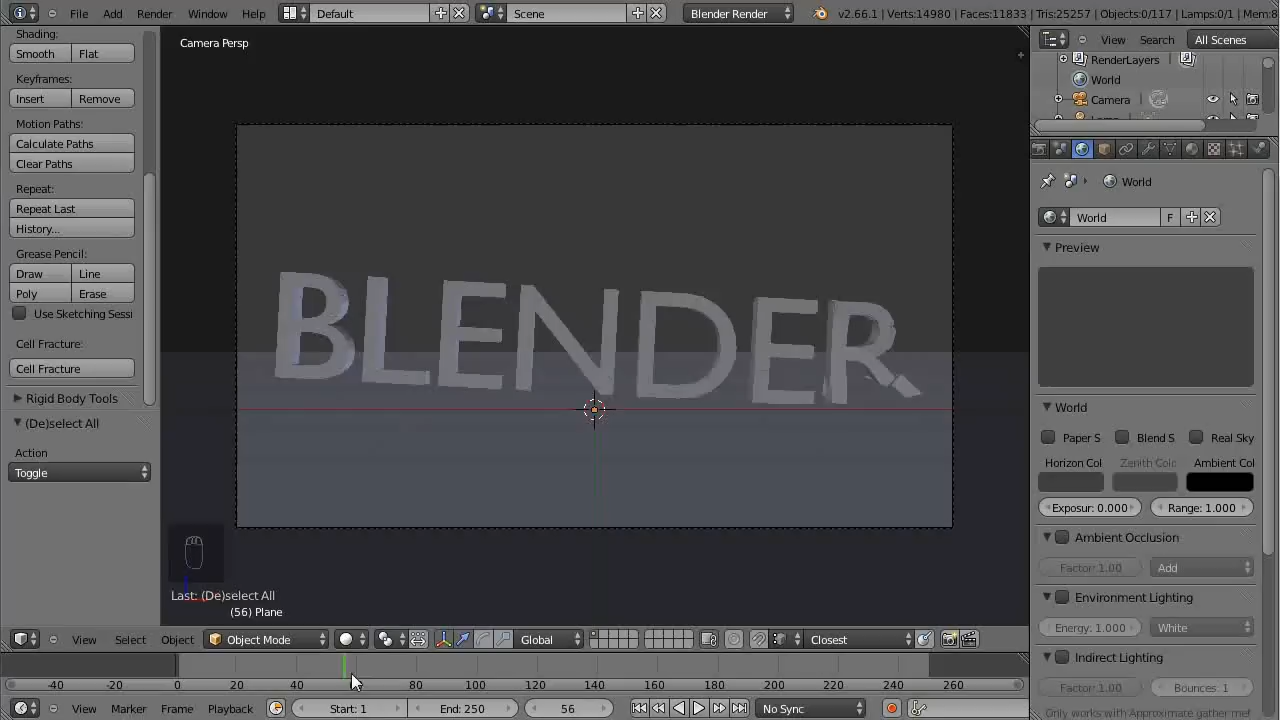 File Add Render Window Help Default Scene Blender Render v2.66.1 | Verts:14980 | Faces:11833 | Tris:25257 | Objects:0/117 | Lamps:0/1 | Mem:8
Shading:
Smooth Flat
Keyframes:
Insert Remove
Motion Paths:
Calculate Paths
Clear Paths
Repeat:
Repeat Last
History...
Grease Pencil:
Draw Line
Poly Erase
Use Sketching Sessi
Cell Fracture:
Cell Fracture
Rigid Body Tools
(De)select All
Action
Toggle
Camera Persp
BLENDER
Last: (De)select All
(56) Plane
View Select Object Object Mode Global Closest
-40 -20 0 20 40 80 100 120 140 160 180 200 220 240 260
View Marker Frame Playback Start: 1 End: 250 56 No Sync
View Search All Scenes
RenderLayers
World
Camera
World
World F
Preview
World
Paper S Blend S Real Sky
Horizon Col Zenith Colo Ambient Col
Exposur: 0.000 Range: 1.000
Ambient Occlusion
Factor: 1.00 Add
Environment Lighting
Energy: 1.000 White
Indirect Lighting
Factor: 1.00 Bounces: 1
Only works with Approximate gather met